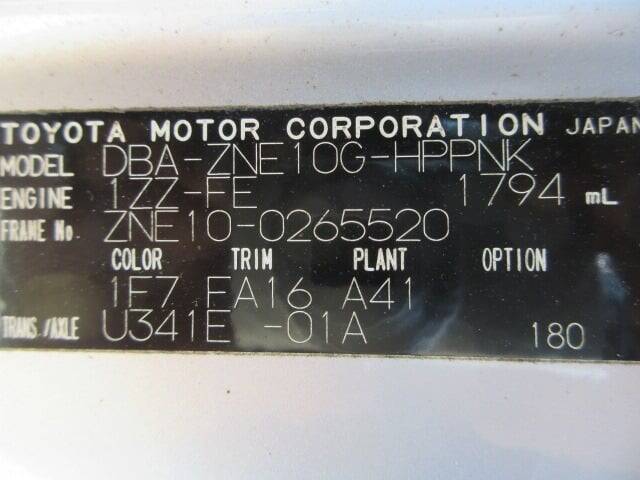 TOYOTA MOTOR CORPORATION JAPAN
MODEL DBA-ZNE10G-HPPNK
ENGINE 1ZZ-FE 1794 mL
FRAME No ZNE10-0265520
COLOR TRIM PLANT OPTION
1F7 FA16 A41
TRANS./AXLE U341E -01A 180